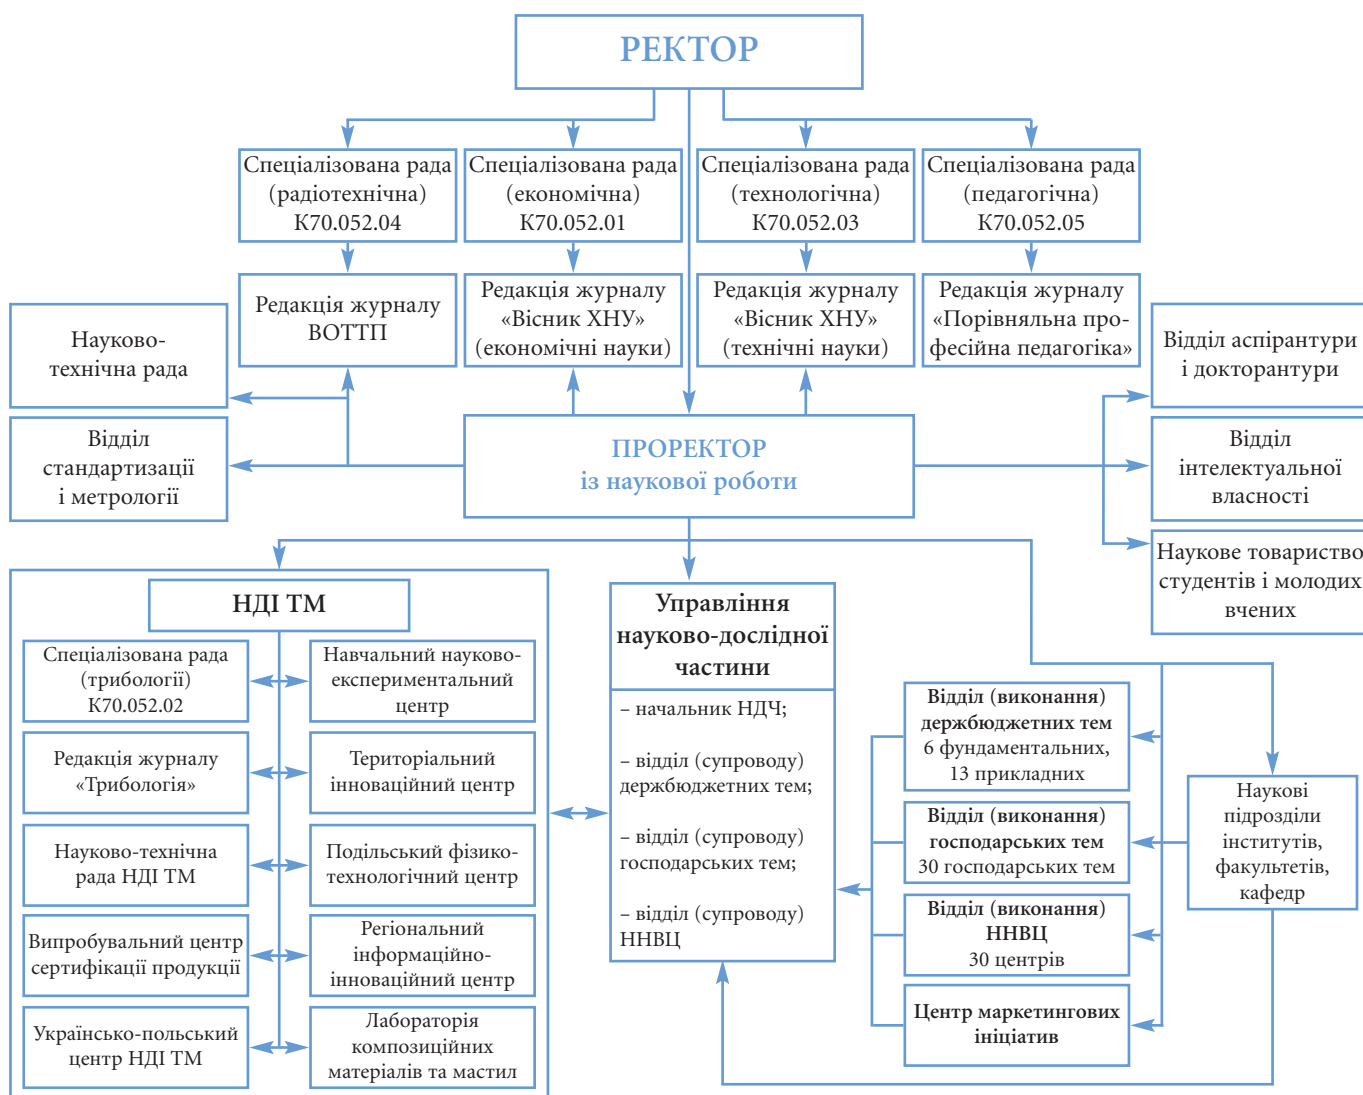 РЕКТОР
Спеціалізована рада
(радіотехнічна)
К70.052.04
Спеціалізована рада
(економічна)
К70.052.01
Спеціалізована рада
(технологічна)
К70.052.03
Спеціалізована рада
(педагогічна)
К70.052.05
Редакція журналу
ВОТТП
Редакція журналу
«Вісник ХНУ»
(економічні науки)
Редакція журналу
«Вісник ХНУ»
(технічні науки)
Редакція журналу
«Порівняльна про-
фесійна педагогіка»
Науково-
технічна рада
Відділ
стандартизації
і метрології
ПРОРЕКТОР
із наукової роботи
Відділ аспірантури
і докторантури
Відділ
інтелектуальної
власності
Наукове товариство
студентів і молодих
вчених
НДІ ТМ
Спеціалізована рада
(трибології)
К70.052.02
Навчальний науково-
експериментальний
центр
Редакція журналу
«Трибологія»
Територіальний
інноваційний центр
Науково-технічна
рада НДІ ТМ
Подільський фізико-
технологічний центр
Випробувальний центр
сертифікації продукції
Регіональний
інформаційно-
інноваційний центр
Українсько-польський
центр НДІ ТМ
Лабораторія
композиційних
матеріалів та мастил
Управління
науково-дослідної
частини
– начальник НДЧ;
– відділ (супроводу)
держбюджетних тем;
– відділ (супроводу)
господарських тем;
– відділ (супроводу)
ННВЦ
Відділ (виконання)
держбюджетних тем
6 фундаментальних,
13 прикладних
Відділ (виконання)
господарських тем
30 господарських тем
Відділ (виконання)
ННВЦ
30 центрів
Центр маркетингових
ініціатив
Наукові
підрозділи
інститутів,
факультетів,
кафедр